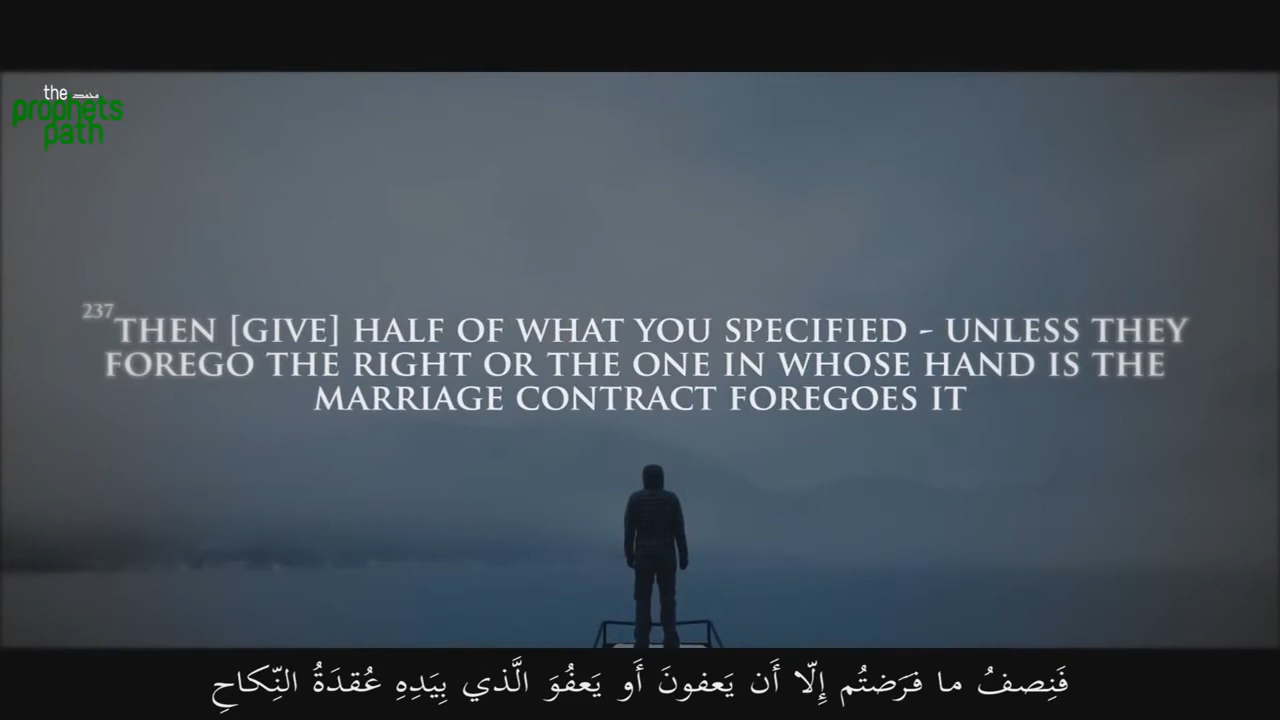 the محمد
prophets
path
237 THEN [GIVE] HALF OF WHAT YOU SPECIFIED - UNLESS THEY
FOREGO THE RIGHT OR THE ONE IN WHOSE HAND IS THE
MARRIAGE CONTRACT FOREGOES IT
فَنِصفُ ما فَرَضتُم إِلّا أَن يَعفونَ أَو يَعفُوَ الَّذي بِيَدِهِ عُقدَةُ النِّكاحِ